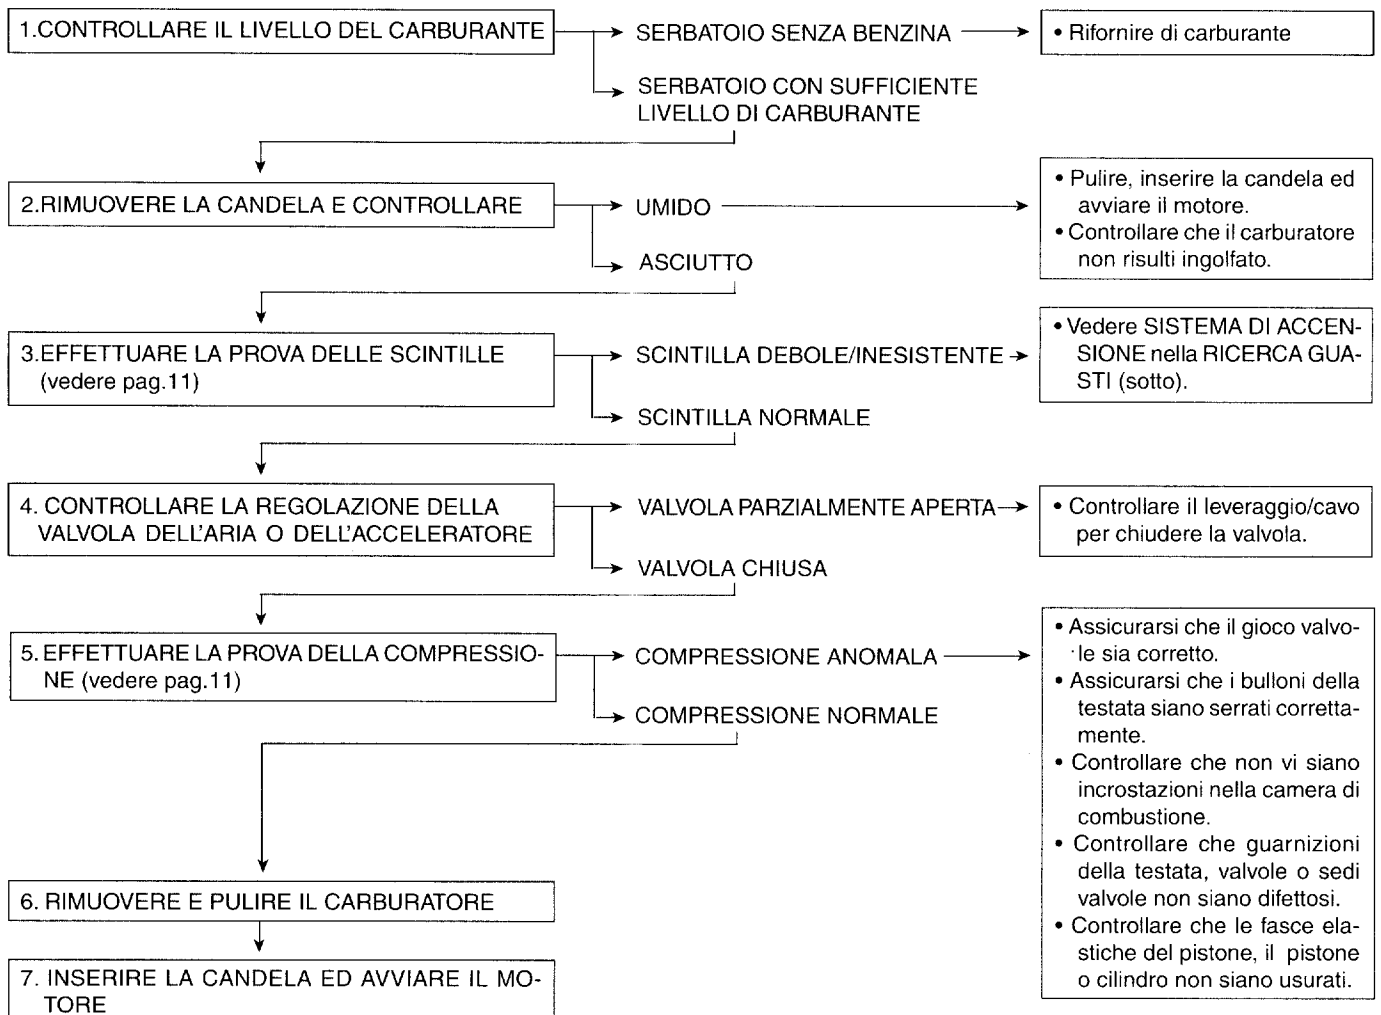 1.CONTROLLARE IL LIVELLO DEL CARBURANTE
SERBATOIO SENZA BENZINA
• Rifornire di carburante
SERBATOIO CON SUFFICIENTE
LIVELLO DI CARBURANTE
2.RIMUOVERE LA CANDELA E CONTROLLARE
UMIDO
• Pulire, inserire la candela ed
avviare il motore.
• Controllare che il carburatore
non risulti ingolfato.
ASCIUTTO
3.EFFETTUARE LA PROVA DELLE SCINTILLE
(vedere pag.11)
SCINTILLA DEBOLE/INESISTENTE
• Vedere SISTEMA DI ACCEN-
SIONE nella RICERCA GUA-
STI (sotto).
SCINTILLA NORMALE
4. CONTROLLARE LA REGOLAZIONE DELLA
VALVOLA DELL'ARIA O DELL'ACCELERATORE
VALVOLA PARZIALMENTE APERTA
• Controllare il leveraggio/cavo
per chiudere la valvola.
VALVOLA CHIUSA
5. EFFETTUARE LA PROVA DELLA COMPRESSIO-
NE (vedere pag.11)
COMPRESSIONE ANOMALA
• Assicurarsi che il gioco valvo-
le sia corretto.
• Assicurarsi che i bulloni della
testata siano serrati corretta-
mente.
• Controllare che non vi siano
incrostazioni nella camera di
combustione.
• Controllare che guarnizioni
della testata, valvole o sedi
valvole non siano difettosi.
• Controllare che le fasce ela-
stiche del pistone, il pistone
o cilindro non siano usurati.
COMPRESSIONE NORMALE
6. RIMUOVERE E PULIRE IL CARBURATORE
7. INSERIRE LA CANDELA ED AVVIARE IL MO-
TORE